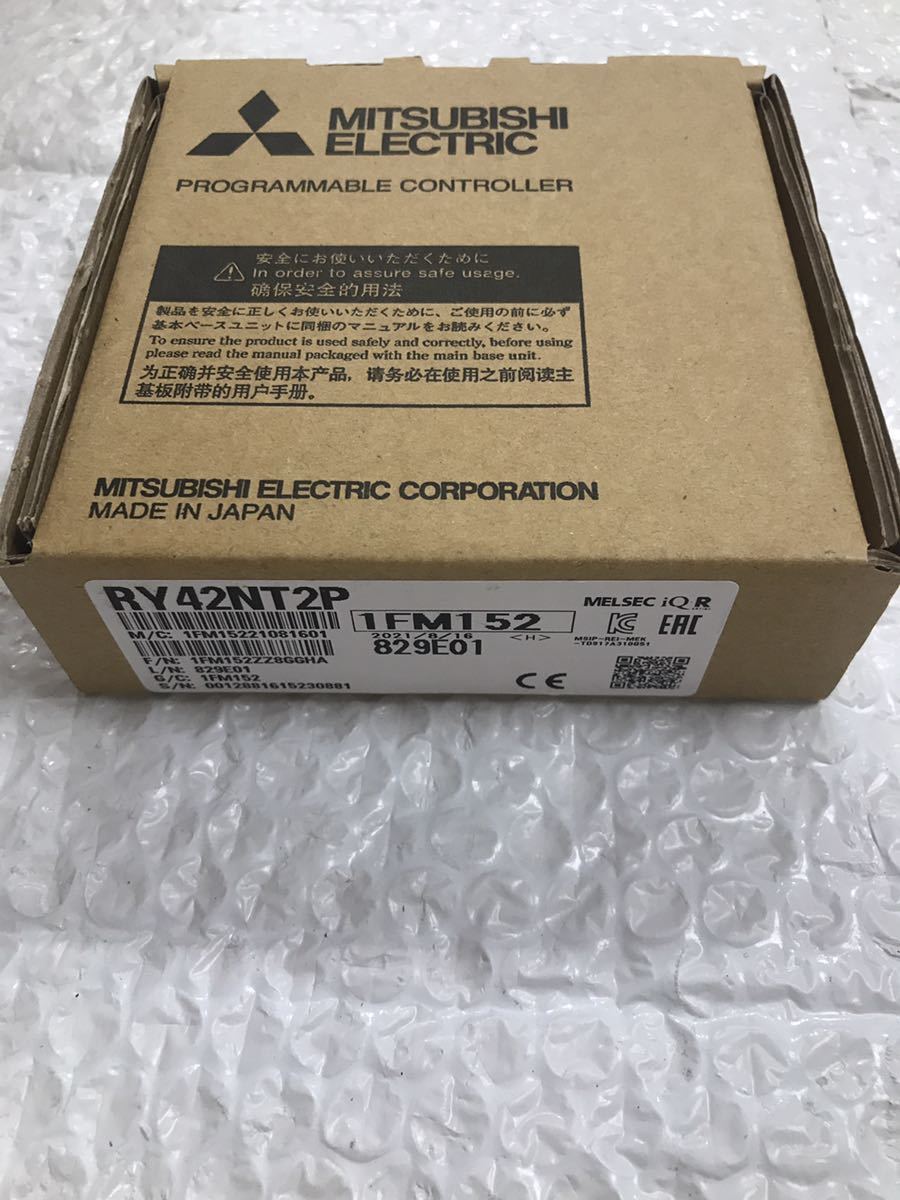 MITSUBISHI
ELECTRIC
PROGRAMMABLE CONTROLLER
安全にお使いいただくために
In order to assure safe usage.
确保安全的用法
製品を安全に正しくお使いいただくために、ご使用の前に必ず
基本ベースユニットに同梱のマニュアルをお読みください。
To ensure the product is used safely and correctly, before using
please read the manual packaged with the main base unit.
为正确并安全使用本产品，请务必在使用之前阅读主
基板附带的用户手册。
MITSUBISHI ELECTRIC CORPORATION
MADE IN JAPAN
RY42NT2P
M/C: 1FM15221081601
F/N: 1FM152ZZ8GGHA
L/N: 829E01
G/C: 1FM152
S/N: 0012881615230881
1FM152
2021/8/16 <H>
829E01
CE
MELSEC iQ-R
EAC
MSIP-REI-MEK
-TDS17A310051